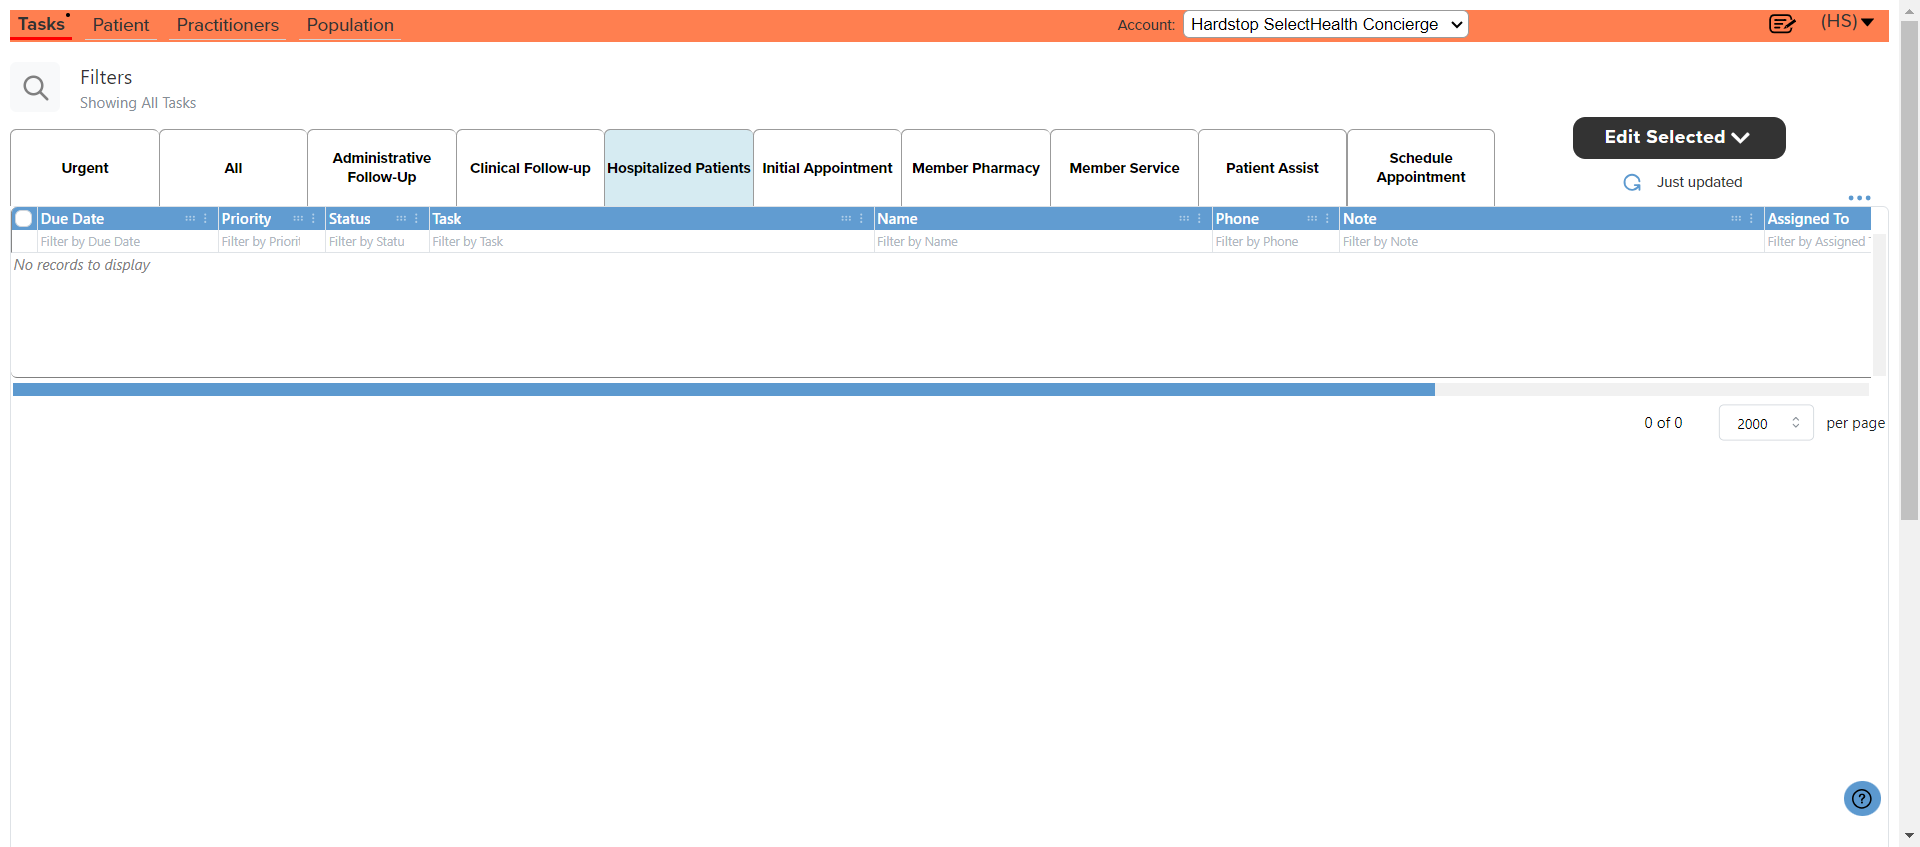 Tasks Patient Practitioners Population Account: Hardstop SelectHealth Concierge (HS)
Filters
Showing All Tasks
Edit Selected
Urgent All Administrative Follow-Up Clinical Follow-up Hospitalized Patients Initial Appointment Member Pharmacy Member Service Patient Assist Schedule Appointment
Just updated
Due Date Priority Status Task Name Phone Note Assigned To
Filter by Due Date Filter by Priorit Filter by Statu Filter by Task Filter by Name Filter by Phone Filter by Note Filter by Assigned
No records to display
0 of 0 2000 per page